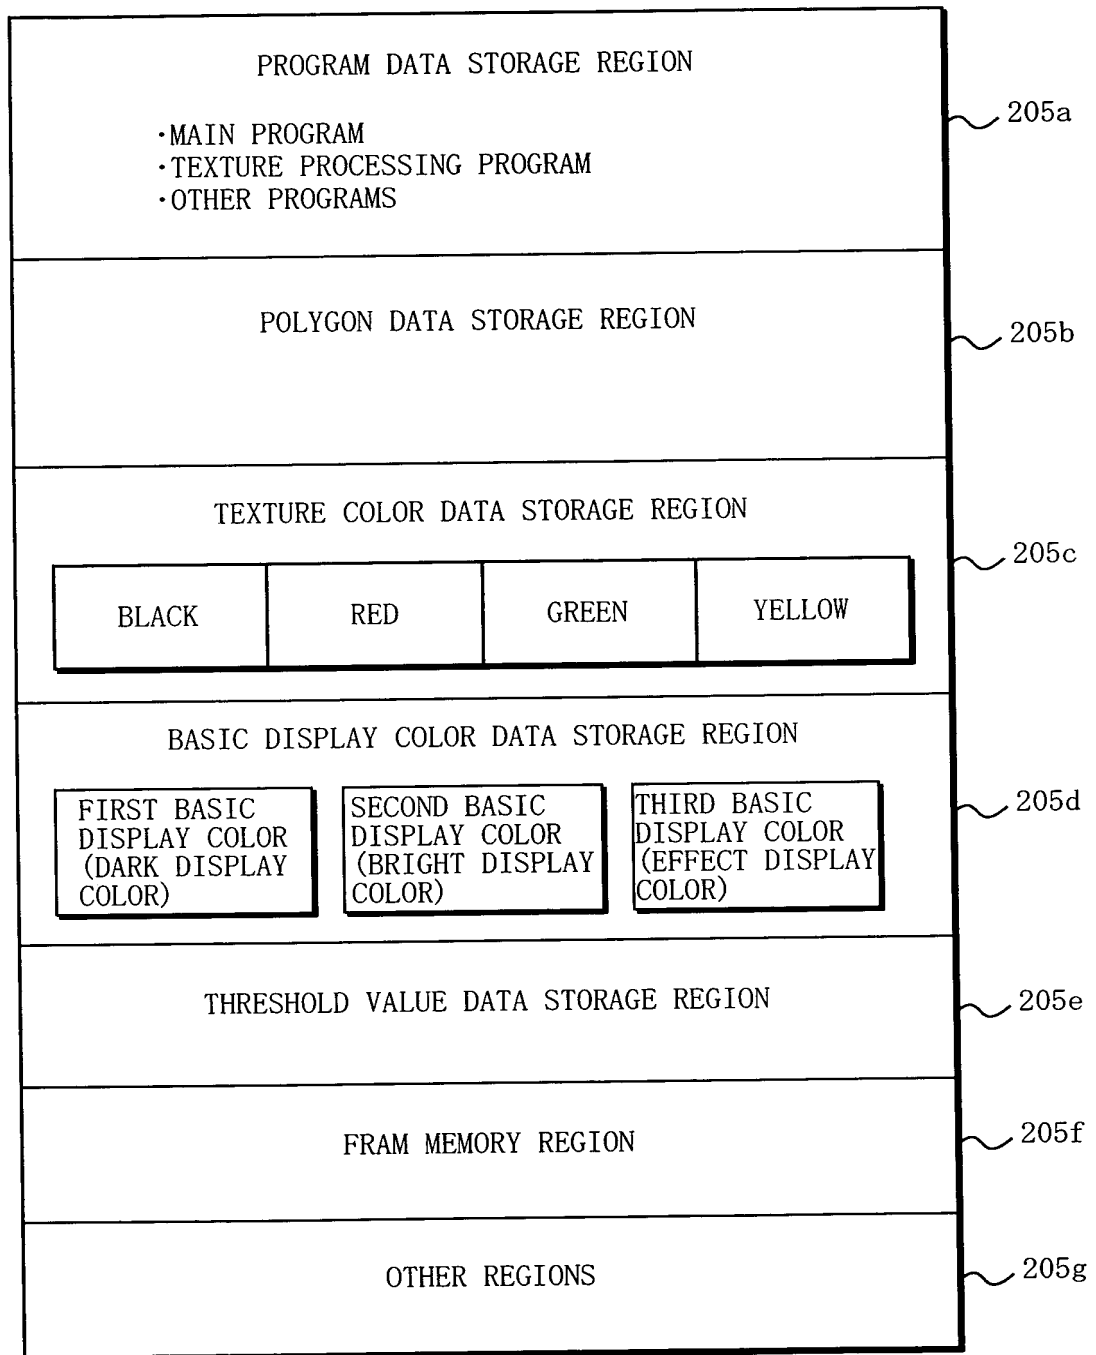 PROGRAM DATA STORAGE REGION
·MAIN PROGRAM
·TEXTURE PROCESSING PROGRAM
·OTHER PROGRAMS
205a
POLYGON DATA STORAGE REGION
205b
TEXTURE COLOR DATA STORAGE REGION
205c
BLACK
RED
GREEN
YELLOW
BASIC DISPLAY COLOR DATA STORAGE REGION
FIRST BASIC
DISPLAY COLOR
(DARK DISPLAY
COLOR)
SECOND BASIC
DISPLAY COLOR
(BRIGHT DISPLAY
COLOR)
THIRD BASIC
DISPLAY COLOR
(EFFECT DISPLAY
COLOR)
205d
THRESHOLD VALUE DATA STORAGE REGION
205e
FRAM MEMORY REGION
205f
OTHER REGIONS
205g